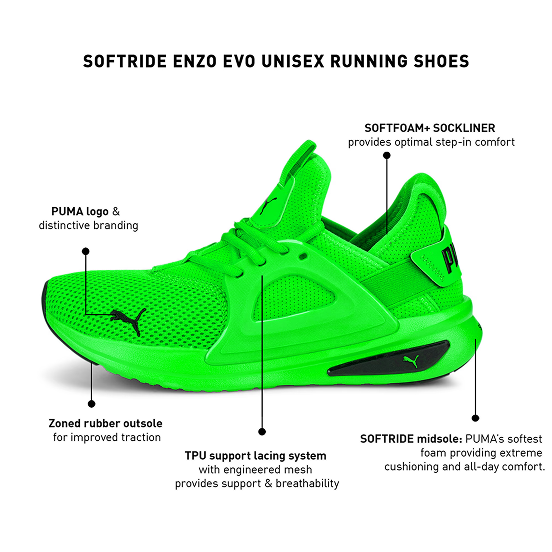 SOFTRIDE ENZO EVO UNISEX RUNNING SHOES
SOFTFOAM+ SOCKLINER
provides optimal step-in comfort
PUMA logo &
distinctive branding
Zoned rubber outsole
for improved traction
TPU support lacing system
with engineered mesh
provides support & breathability
SOFTRIDE midsole: PUMA's softest
foam providing extreme
cushioning and all-day comfort.